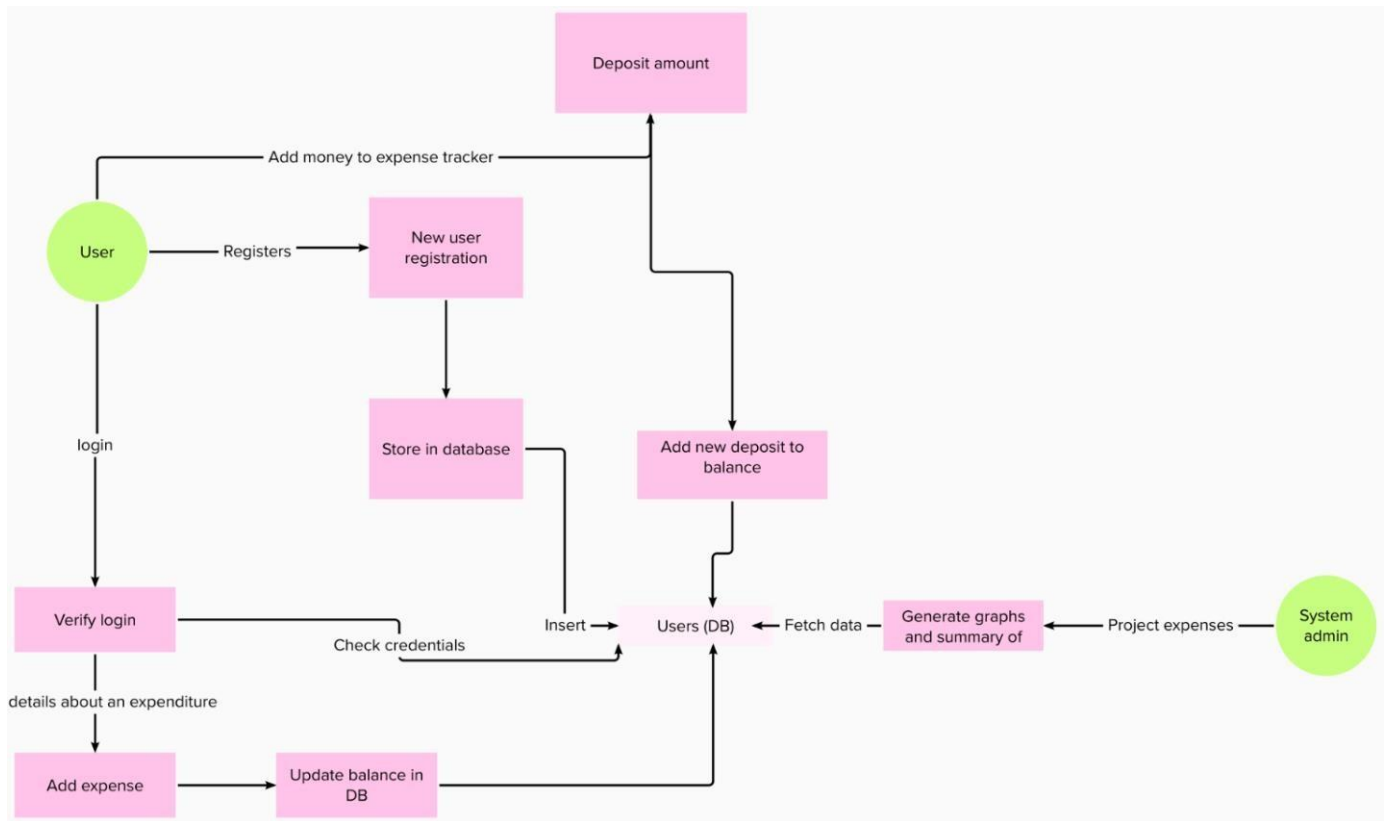 Deposit amount
Add money to expense tracker
User
Registers
New user
registration
login
Store in database
Add new deposit to
balance
Verify login
Check credentials
Insert
Users (DB)
Fetch data
Generate graphs
and summary of
Project expenses
System
admin
details about an expenditure
Add expense
Update balance in
DB